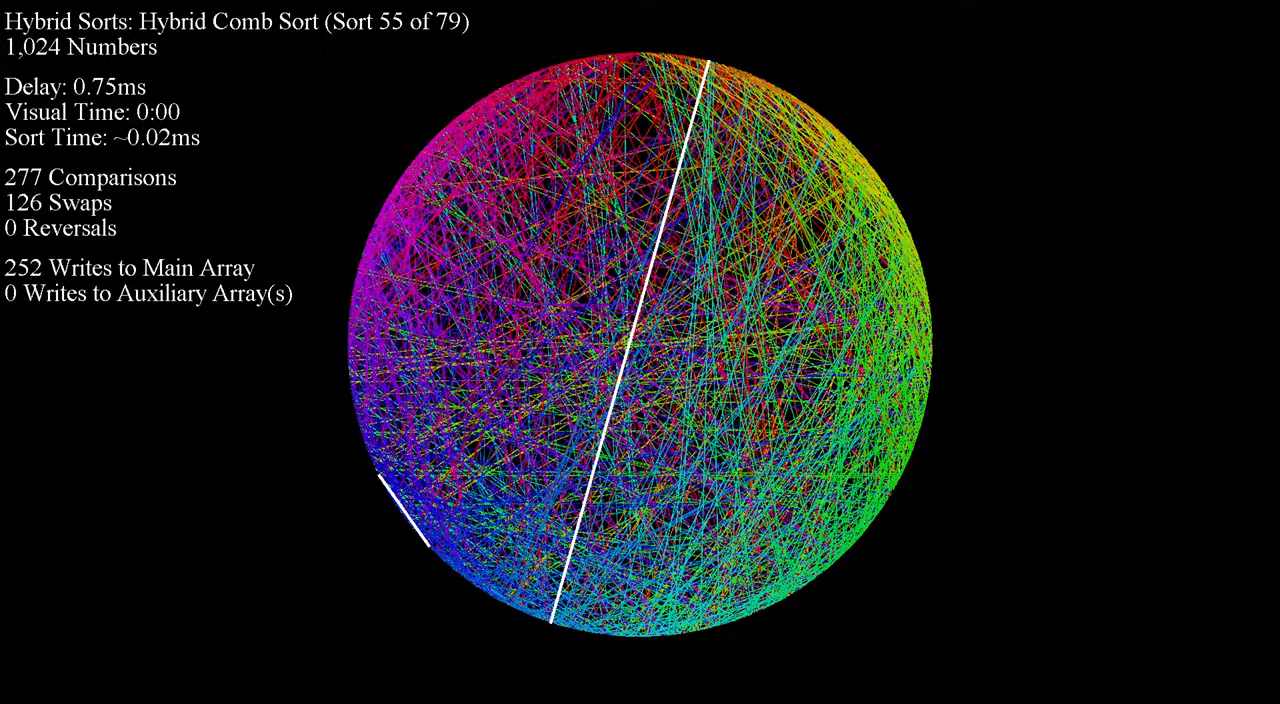 Hybrid Sorts: Hybrid Comb Sort (Sort 55 of 79)
1,024 Numbers
Delay: 0.75ms
Visual Time: 0:00
Sort Time: ~0.02ms
277 Comparisons
126 Swaps
0 Reversals
252 Writes to Main Array
0 Writes to Auxiliary Array(s)